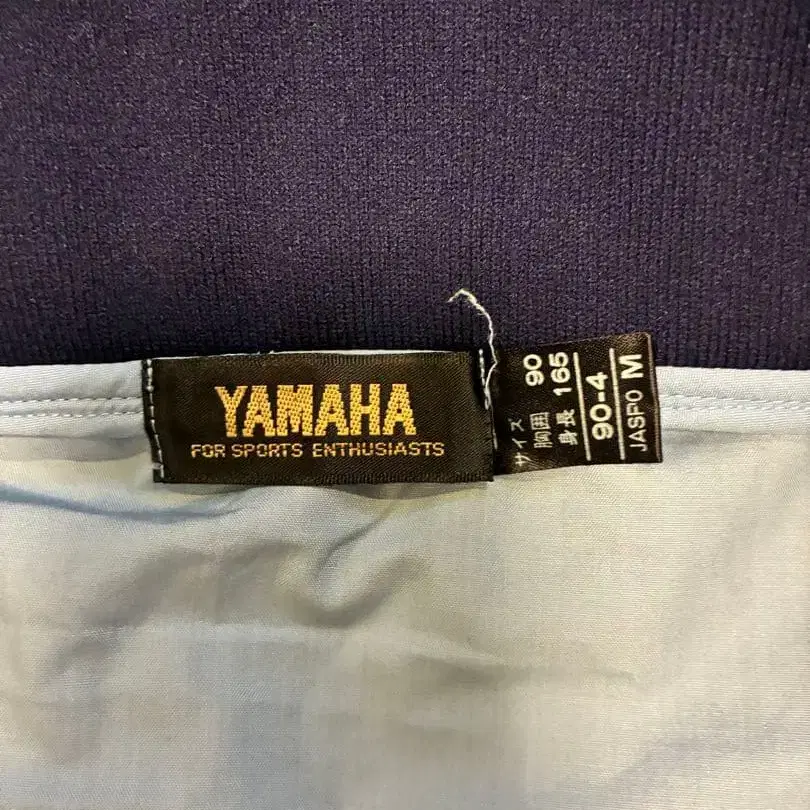 YAMAHA
FOR SPORTS ENTHUSIASTS
サイズ
胸囲 90
身長 165
90-4
JASPO M